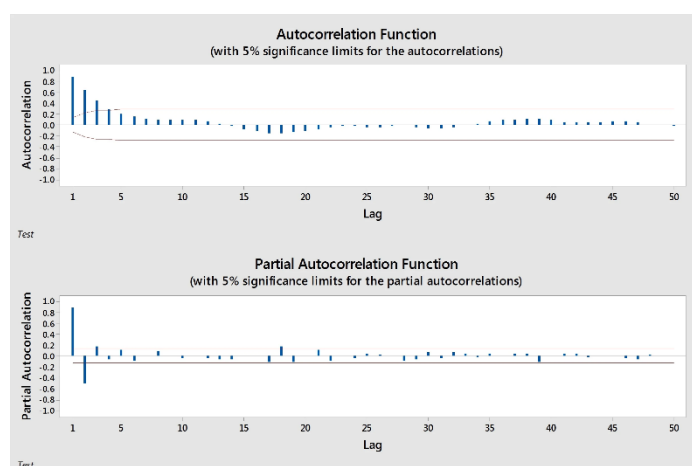 Autocorrelation Function
(with 5% significance limits for the autocorrelations)
Autocorrelation
1.0
0.8
0.6
0.4
0.2
0.0
-0.2
-0.4
-0.6
-0.8
-1.0
1 5 10 15 20 25 30 35 40 45 50
Lag
Test
Partial Autocorrelation Function
(with 5% significance limits for the partial autocorrelations)
Partial Autocorrelation
1.0
0.8
0.6
0.4
0.2
0.0
-0.2
-0.4
-0.6
-0.8
1.0
1 5 10 15 20 25 30 35 40 45 50
Lag
Test